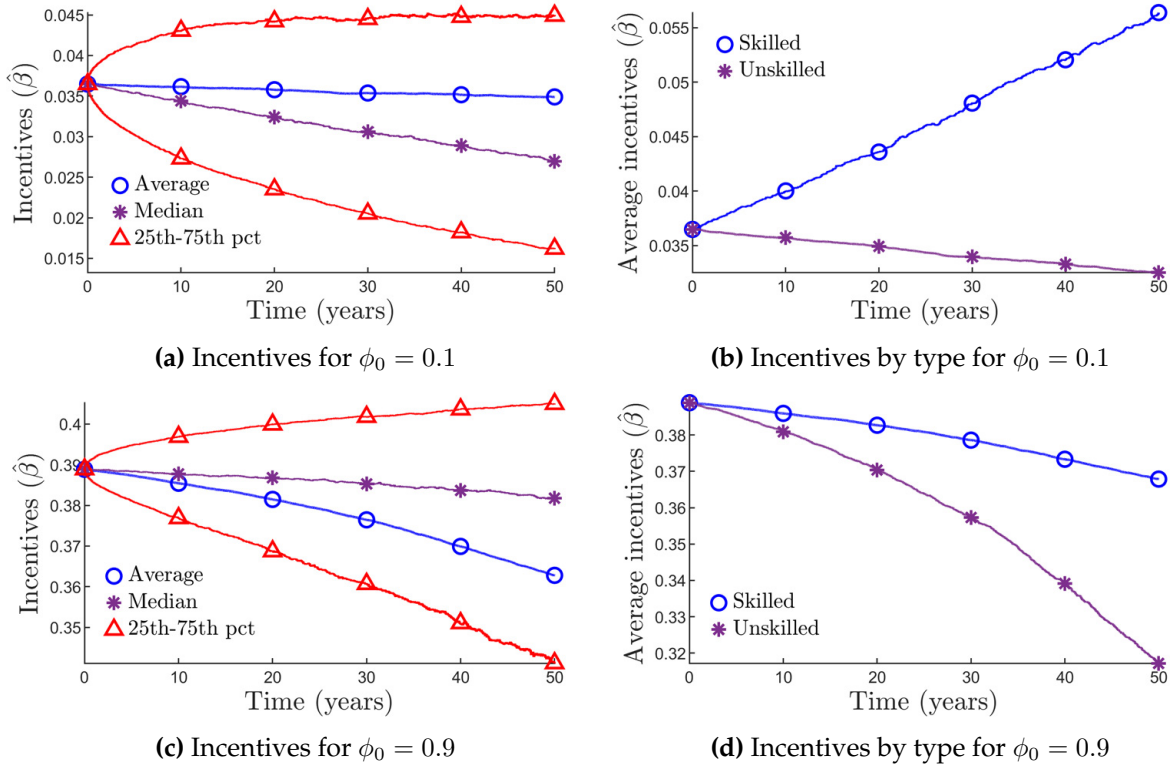 Incentives (β̂)
0.045
0.04
0.035
0.03
0.025
0.02
0.015
Average
Median
25th-75th pct
0 10 20 30 40 50
Time (years)
(a) Incentives for ϕ₀ = 0.1
Average incentives (β̂)
0.055
0.05
0.045
0.04
0.035
Skilled
Unskilled
0 10 20 30 40 50
Time (years)
(b) Incentives by type for ϕ₀ = 0.1
Incentives (β̂)
0.4
0.39
0.38
0.37
0.36
0.35
Average
Median
25th-75th pct
0 10 20 30 40 50
Time (years)
(c) Incentives for ϕ₀ = 0.9
Average incentives (β̂)
0.38
0.37
0.36
0.35
0.34
0.33
0.32
Skilled
Unskilled
0 10 20 30 40 50
Time (years)
(d) Incentives by type for ϕ₀ = 0.9